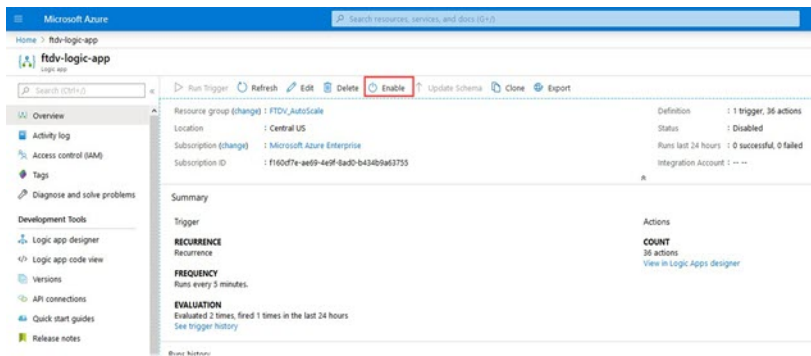 Microsoft Azure
Search resources, services, and docs (G+/)
Home > ftdv-logic-app
ftdv-logic-app
Logic app
Search (Ctrl+/)
Run Trigger Refresh Edit Delete Enable Update Schema Clone Export
Overview
Activity log
Access control (IAM)
Tags
Diagnose and solve problems
Development Tools
Logic app designer
Logic app code view
Versions
API connections
Quick start guides
Release notes
Resource group (change) : FTDV_AutoScale
Location : Central US
Subscription (change) : Microsoft Azure Enterprise
Subscription ID : f160df7e-ae69-4e9f-8ad0-b434b9a63755
Definition : 1 trigger, 36 actions
Status : Disabled
Runs last 24 hours : 0 successful, 0 failed
Integration Account : -- --
Summary
Trigger
RECURRENCE
Recurrence
FREQUENCY
Runs every 5 minutes.
EVALUATION
Evaluated 2 times, fired 1 times in the last 24 hours
See trigger history
Actions
COUNT
36 actions
View in Logic Apps designer
Runs history